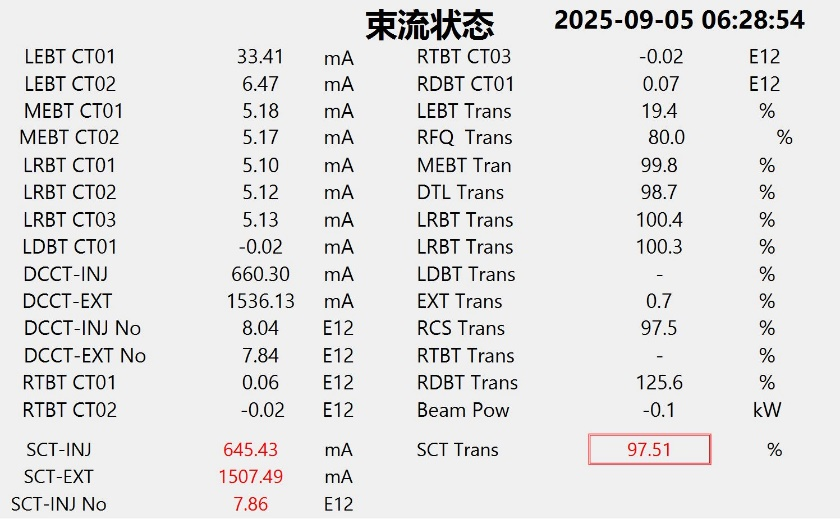 束流状态 2025-09-05 06:28:54
LEBT CT01 33.41 mA RTBT CT03 -0.02 E12
LEBT CT02 6.47 mA RDBT CT01 0.07 E12
MEBT CT01 5.18 mA LEBT Trans 19.4 %
MEBT CT02 5.17 mA RFQ Trans 80.0 %
LRBT CT01 5.10 mA MEBT Tran 99.8 %
LRBT CT02 5.12 mA DTL Trans 98.7 %
LRBT CT03 5.13 mA LRBT Trans 100.4 %
LDBT CT01 -0.02 mA LRBT Trans 100.3 %
DCCT-INJ 660.30 mA LDBT Trans - %
DCCT-EXT 1536.13 mA EXT Trans 0.7 %
DCCT-INJ No 8.04 E12 RCS Trans 97.5 %
DCCT-EXT No 7.84 E12 RTBT Trans - %
RTBT CT01 0.06 E12 RDBT Trans 125.6 %
RTBT CT02 -0.02 E12 Beam Pow -0.1 kW
SCT-INJ 645.43 mA SCT Trans 97.51 %
SCT-EXT 1507.49 mA
SCT-INJ No 7.86 E12